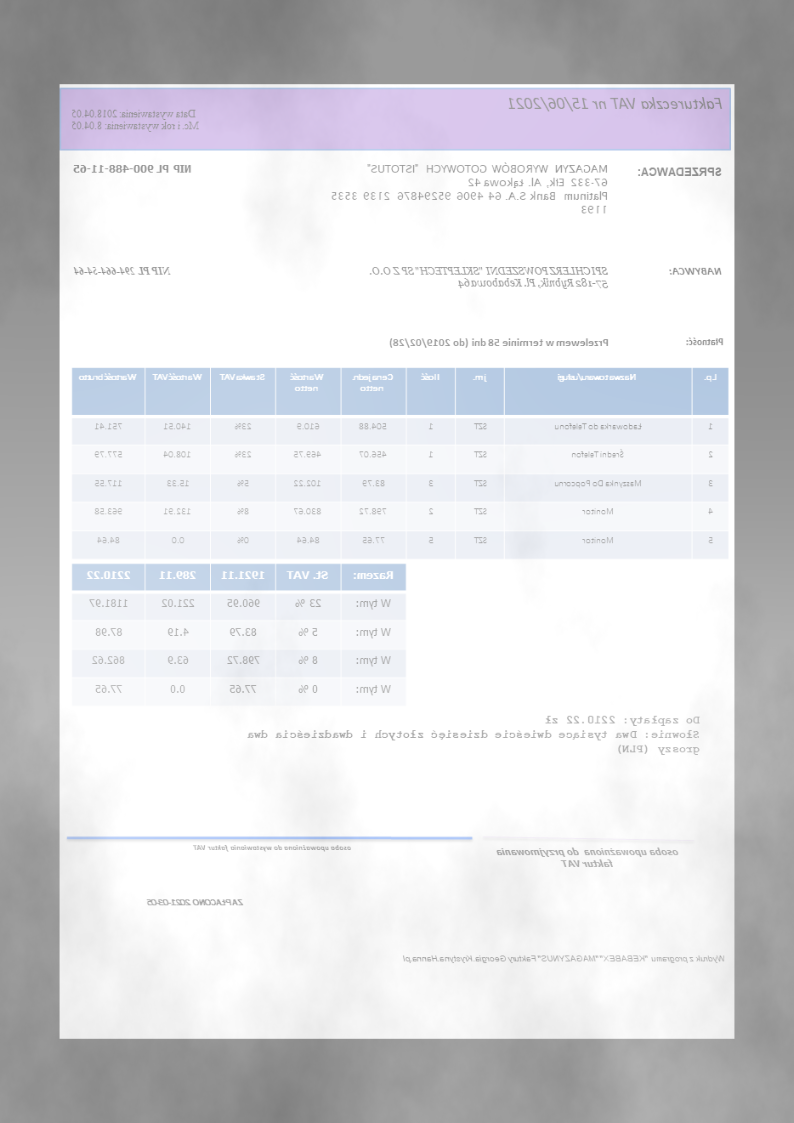 Faktureczka VAT nr 15/06/2021
Data wystawienia: 2018.04.05
Mc. i rok wystawienia: 8.04.05
SPRZEDAWCA: MAGAZYN WYROBÓW GOTOWYCH "ISTOTUS" NIP PL 900-488-11-65
67-332 Ełk, Al. Łąkowa 42
Platinum Bank S.A. 64 4906 95294876 2139 3535
1193
NABYWCA: SPICHLERZ POWSZEDNI "SKLEPTECH" SP Z O.O. NIP PL 294-664-54-64
57-182 Rybnik, Pl. Kebabowa 64
Płatność: Przelewem w terminie 58 dni (do 2019/02/28)
Lp. Nazwa towaru/usługi jm. Ilość Cena jedn. netto Wartość netto Stawka VAT Wartość VAT Wartość brutto
1 Ładowarka do Telefonu SZT 1 504.88 610.9 23% 140.51 751.41
2 Średni Telefon SZT 1 456.07 469.75 23% 108.04 577.79
3 Maszynka Do Popcornu SZT 3 83.79 102.22 5% 15.33 117.55
4 Monitor SZT 2 798.72 830.67 8% 132.91 963.58
5 Monitor SZT 5 77.65 84.64 0% 0.0 84.64
Razem: ST. VAT 1921.11 289.11 2210.22
W tym: 23 % 960.95 221.02 1181.97
W tym: 5 % 83.79 4.19 87.98
W tym: 8 % 798.72 63.9 862.62
W tym: 0 % 77.65 0.0 77.65
Do zapłaty: 2210.22 zł
Słownie: Dwa tysiące dwieście dziesięć złotych i dwadzieścia dwa
groszy (PLN)
osoba upoważniona do przyjmowania
faktur VAT
osoba upoważniona do wystawienia faktur VAT
ZAPŁACONO 2021-03-05
Wydruk z programu "KEBABEX""MAGAZYNUS"Faktury.Georgia.Krystyna.Hanna.pl